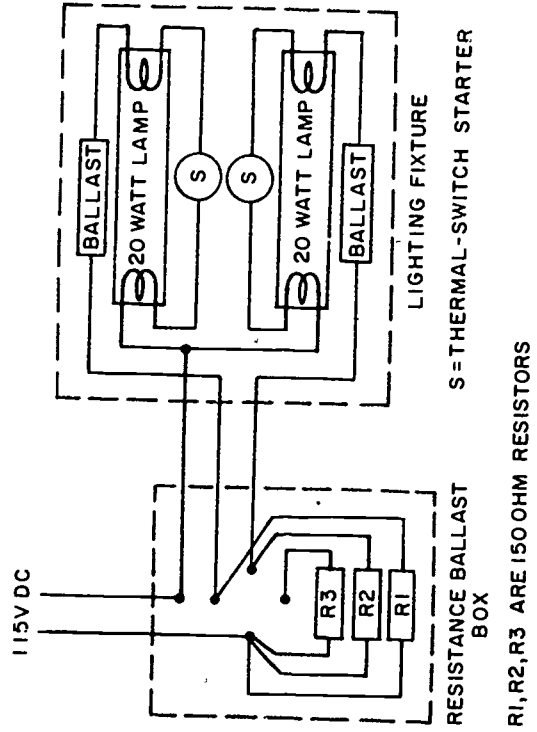 115V DC
BALLAST
20 WATT LAMP
S
S
20 WATT LAMP
BALLAST
LIGHTING FIXTURE
S = THERMAL-SWITCH STARTER
R3
R2
R1
RESISTANCE BALLAST
BOX
R1, R2, R3 ARE 150 OHM RESISTORS